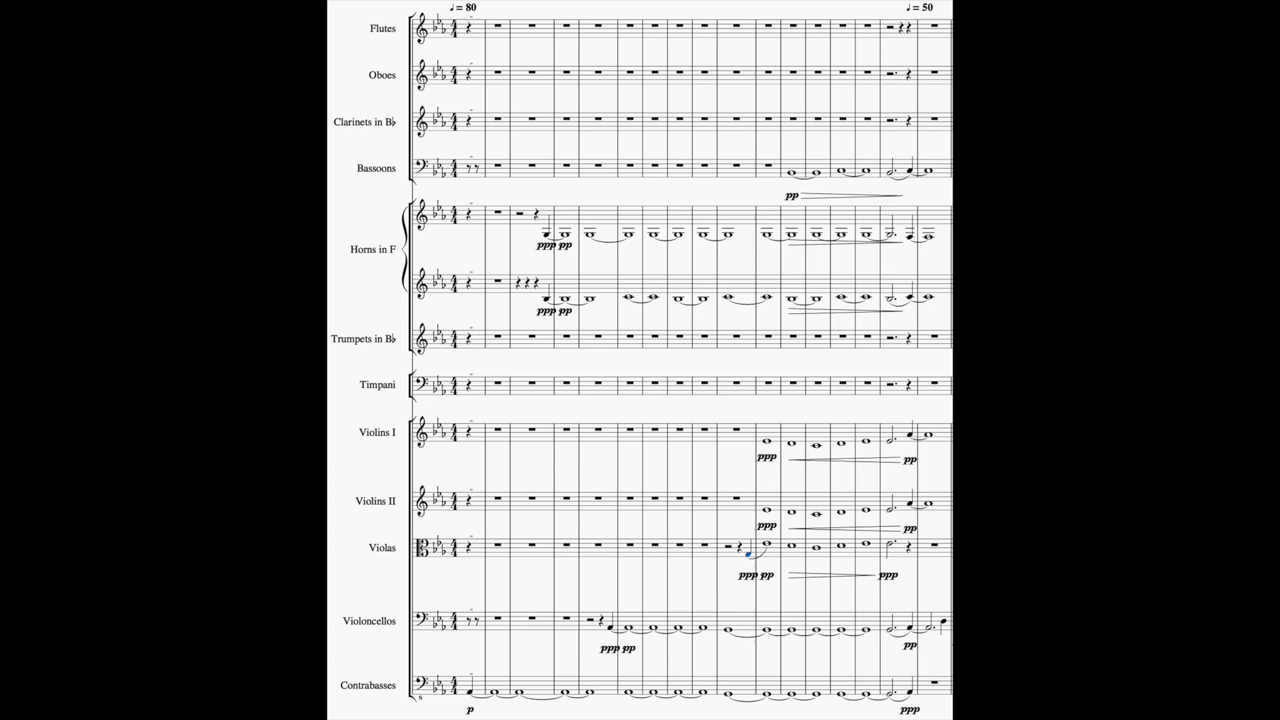 ♩ = 80 ♩ = 50
Flutes
Oboes
Clarinets in B♭
Bassoons
pp
ppp pp
Horns in F
ppp pp
Trumpets in B♭
Timpani
Violins I
ppp pp
Violins II
ppp pp
Violas
ppp pp ppp
Violoncellos
ppp pp pp
Contrabasses
p ppp